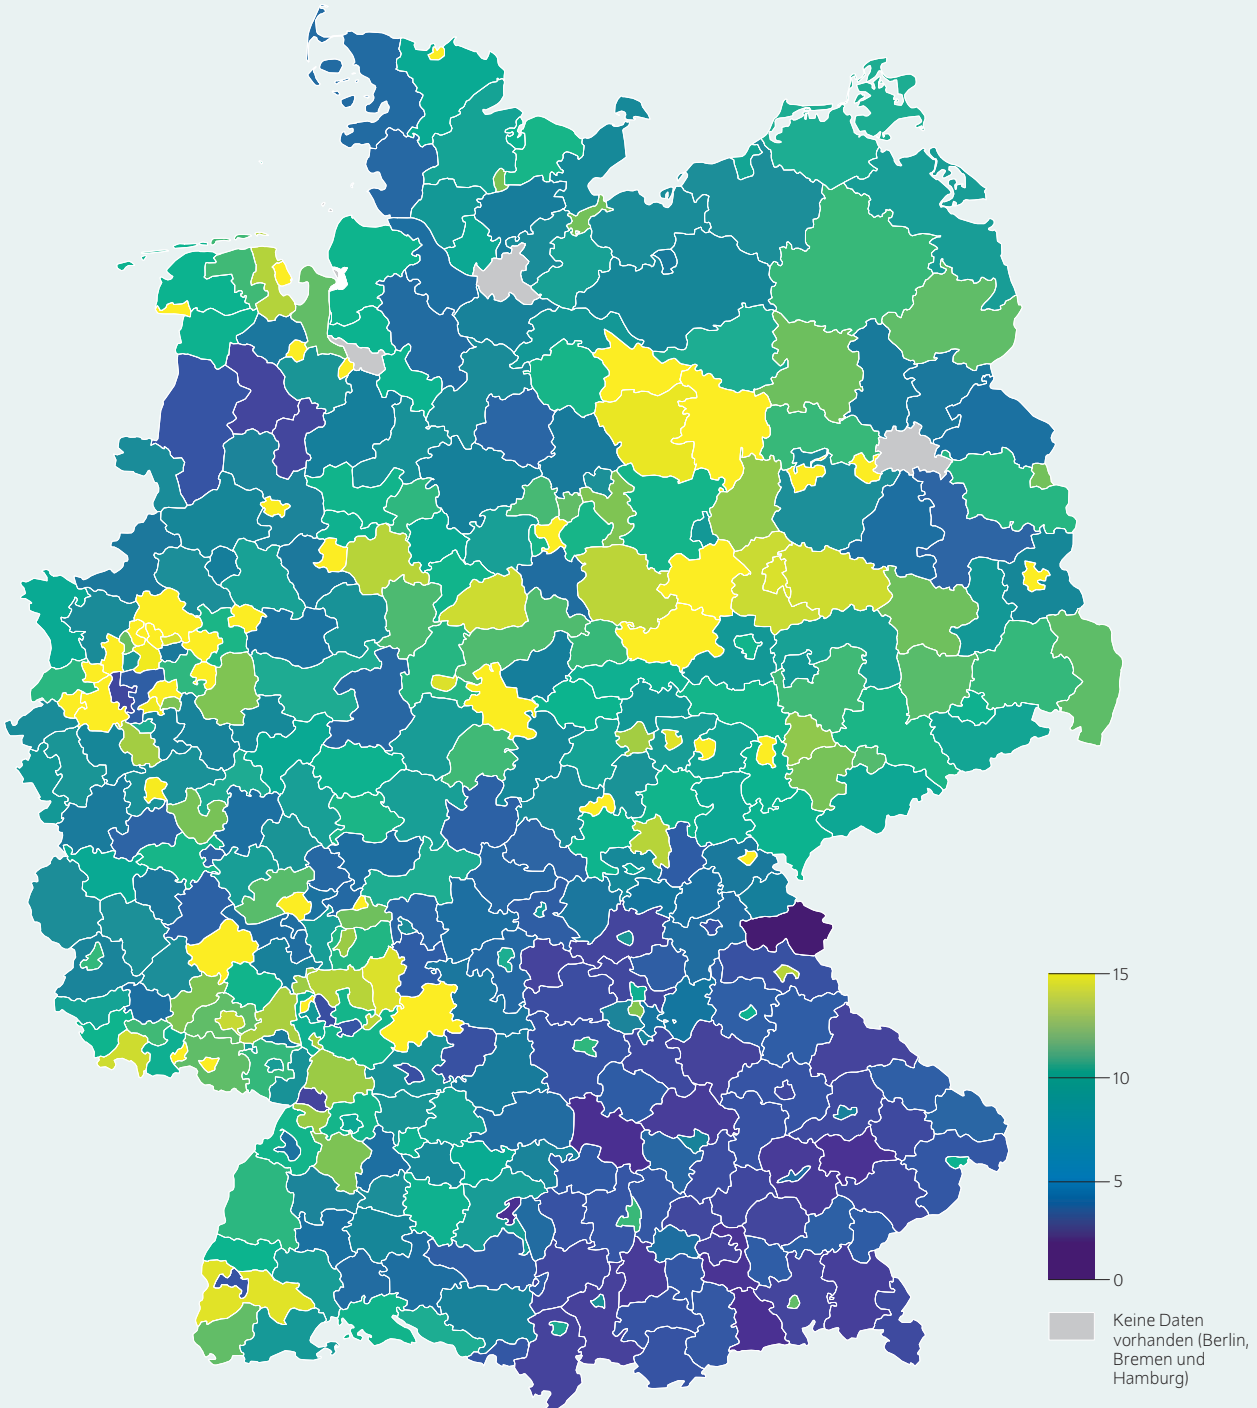 15
10
5
0
Keine Daten
vorhanden (Berlin,
Bremen und
Hamburg)